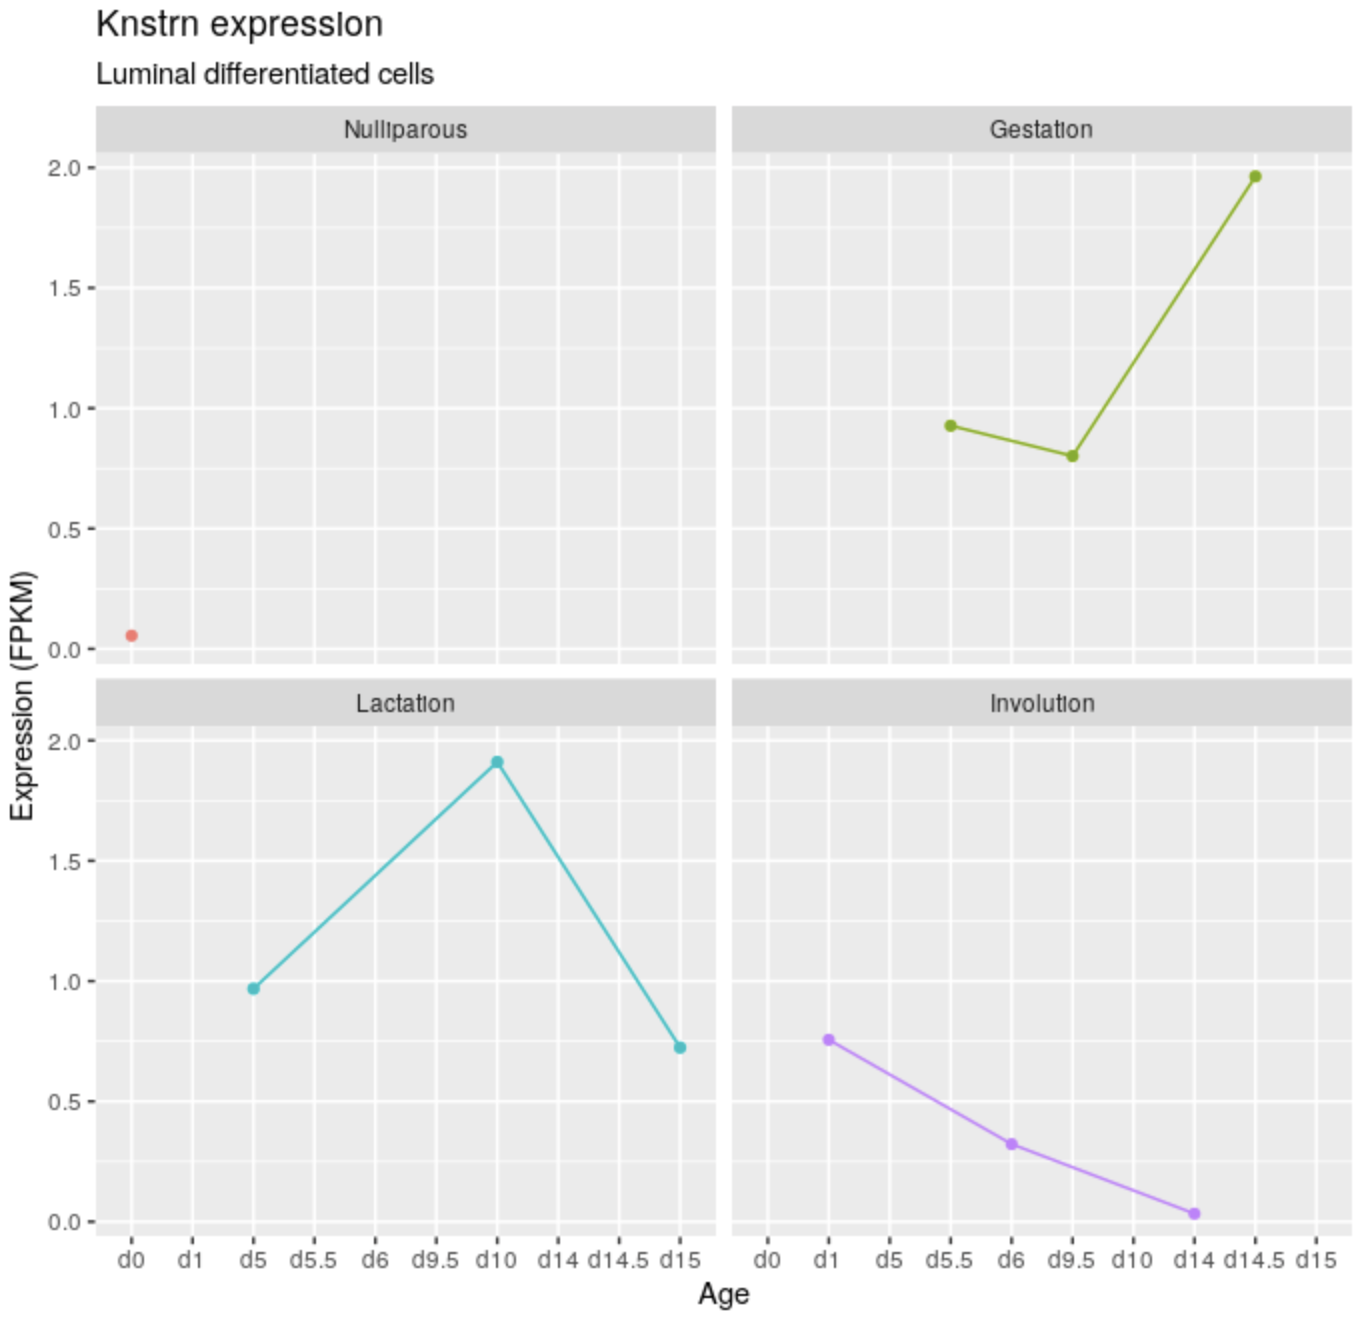 Knstrn expression
Luminal differentiated cells
Nulliparous
Gestation
2.0
1.5
1.0
0.5
0.0
Lactation
Involution
2.0
1.5
1.0
0.5
0.0
Expression (FPKM)
d0 d1 d5 d5.5 d6 d9.5 d10 d14 d14.5 d15
d0 d1 d5 d5.5 d6 d9.5 d10 d14 d14.5 d15
Age